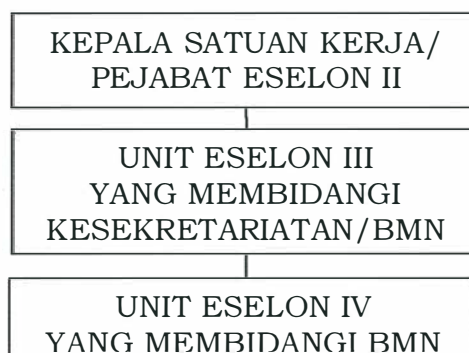 KEPALA SATUAN KERJA/
PEJABAT ESELON II
UNIT ESELON III
YANG MEMBIDANGI
KESEKRETARIATAN/BMN
UNIT ESELON IV
YANG MEMBIDANGI BMN